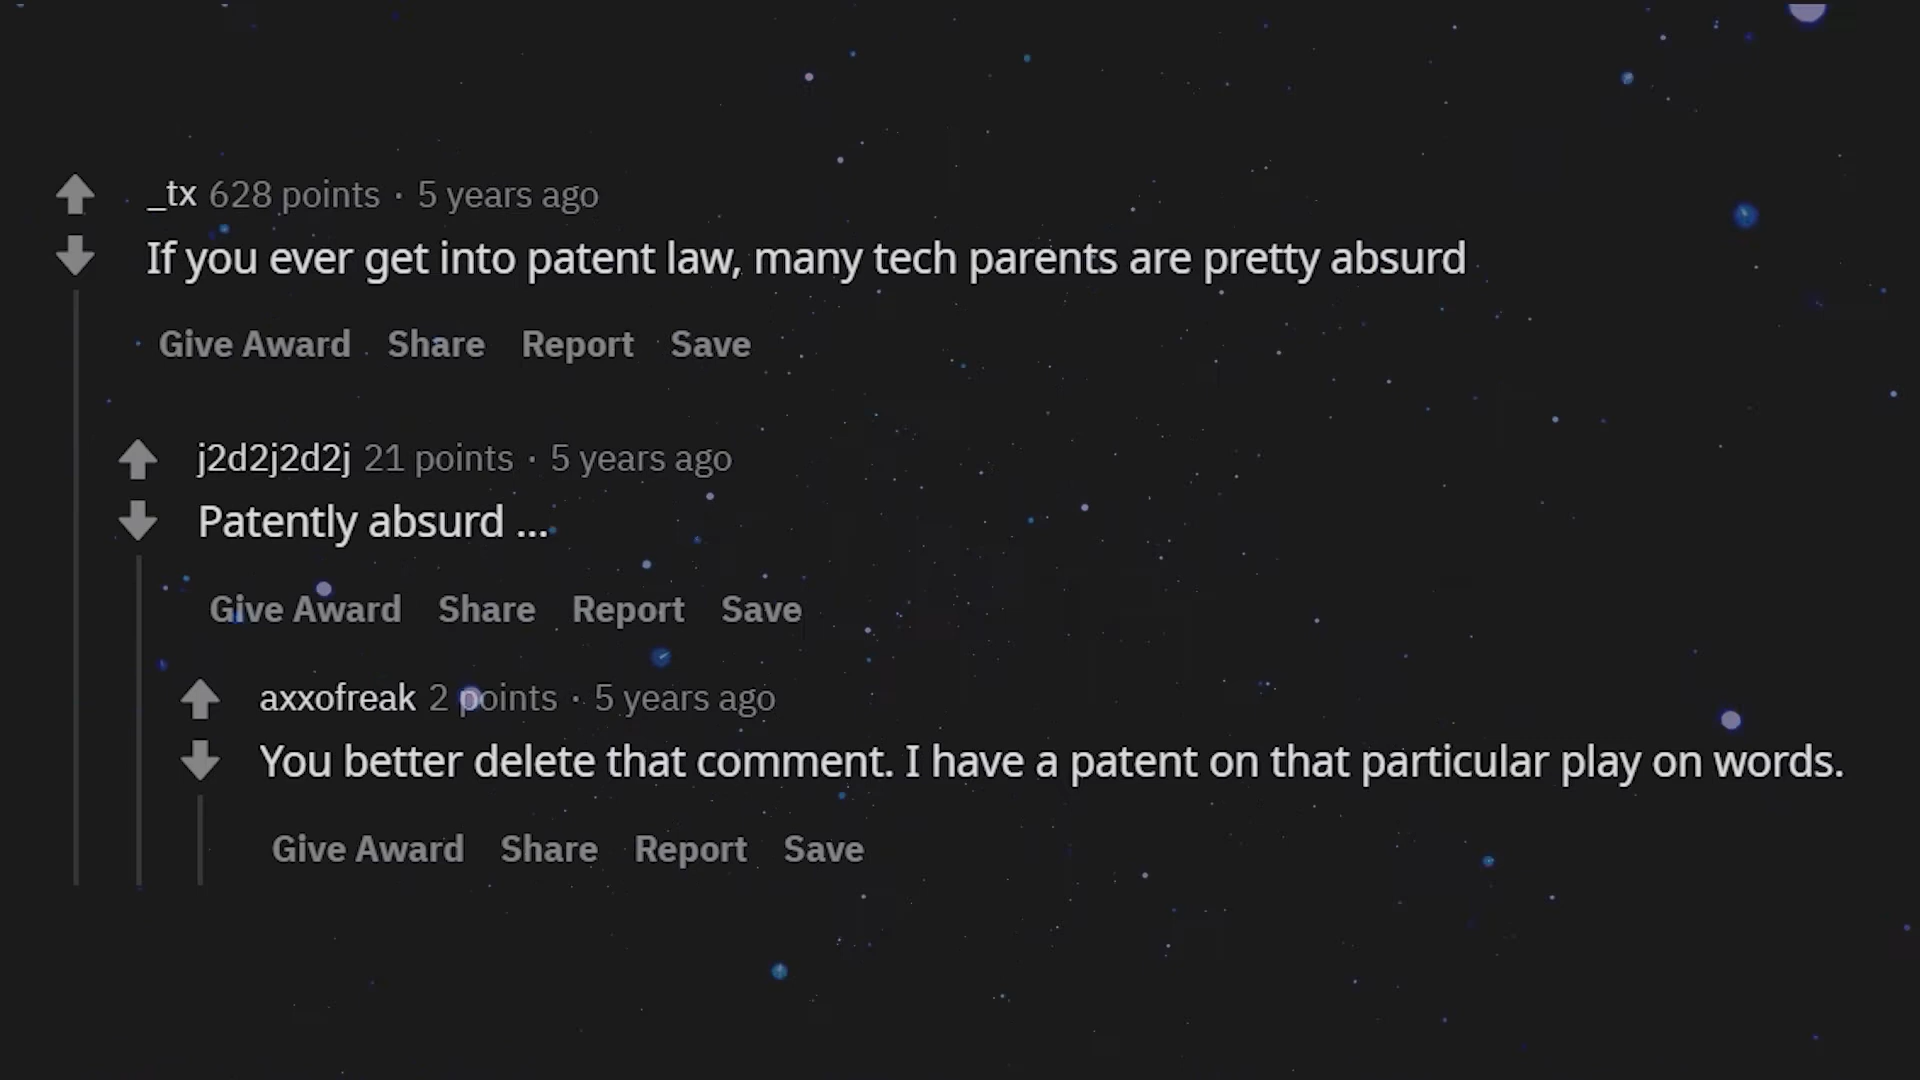 _tx 628 points · 5 years ago
If you ever get into patent law, many tech parents are pretty absurd
Give Award Share Report Save
j2d2j2d2j 21 points · 5 years ago
Patently absurd ...
Give Award Share Report Save
axxofreak 2 points · 5 years ago
You better delete that comment. I have a patent on that particular play on words.
Give Award Share Report Save